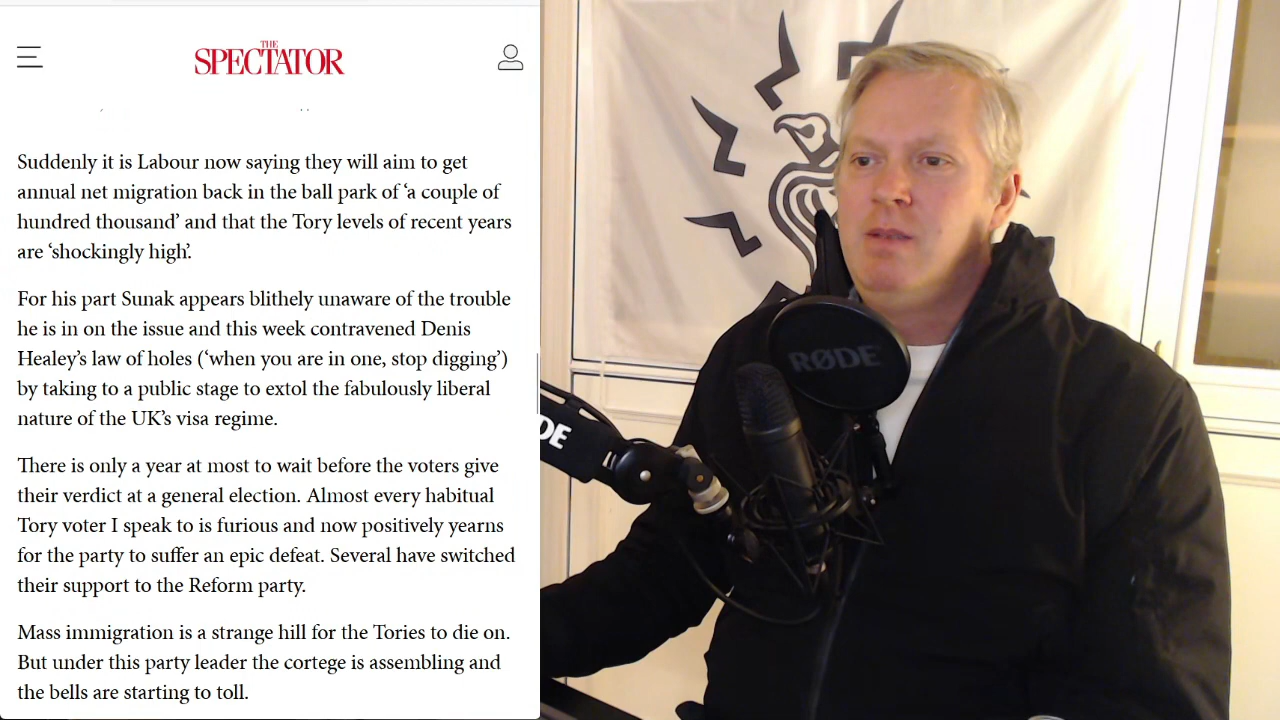 THE
SPECTATOR
Suddenly it is Labour now saying they will aim to get
annual net migration back in the ball park of ‘a couple of
hundred thousand’ and that the Tory levels of recent years
are ‘shockingly high’.
For his part Sunak appears blithely unaware of the trouble
he is in on the issue and this week contravened Denis
Healey’s law of holes (‘when you are in one, stop digging’)
by taking to a public stage to extol the fabulously liberal
nature of the UK’s visa regime.
There is only a year at most to wait before the voters give
their verdict at a general election. Almost every habitual
Tory voter I speak to is furious and now positively yearns
for the party to suffer an epic defeat. Several have switched
their support to the Reform party.
Mass immigration is a strange hill for the Tories to die on.
But under this party leader the cortege is assembling and
the bells are starting to toll.
RØDE